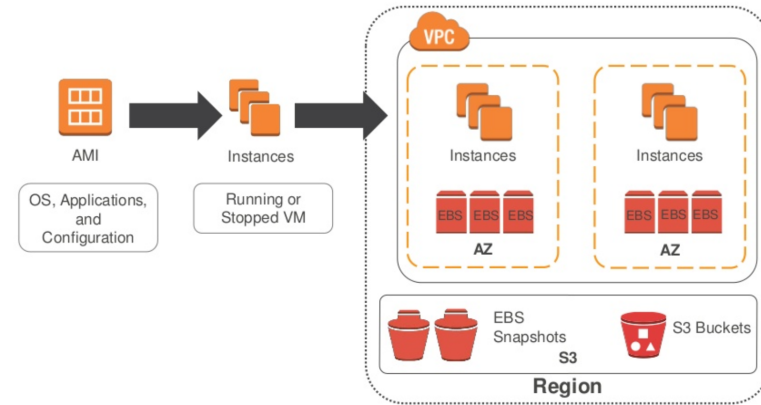 VPC
AMI
Instances
OS, Applications,
and
Configuration
Running or
Stopped VM
Instances
EBS EBS EBS
AZ
Instances
EBS EBS EBS
AZ
EBS
Snapshots
S3
S3 Buckets
Region